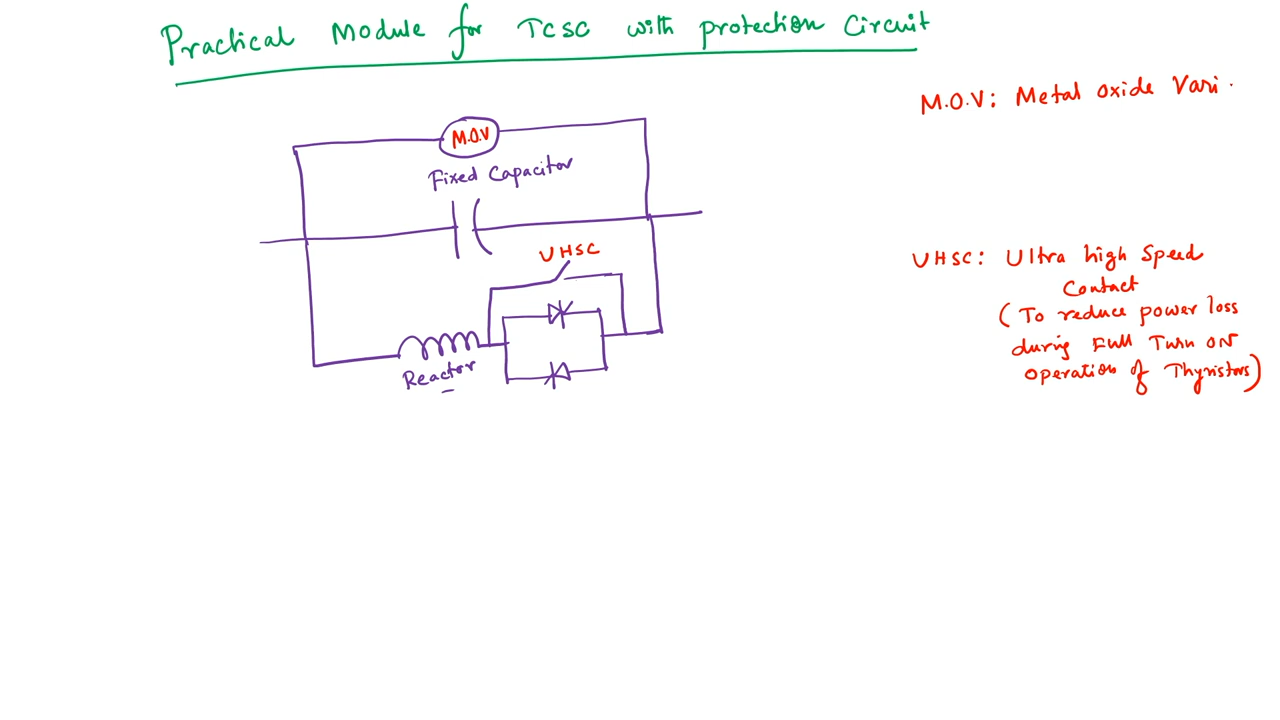 Practical Module for TCSC with protection Circuit
M.O.V: Metal Oxide Vari
M.O.V
Fixed Capacitor
UHSC
UHSC: Ultra high Speed
Contact
(To reduce power loss
during Full Turn ON
operation of Thyristors)
Reactor